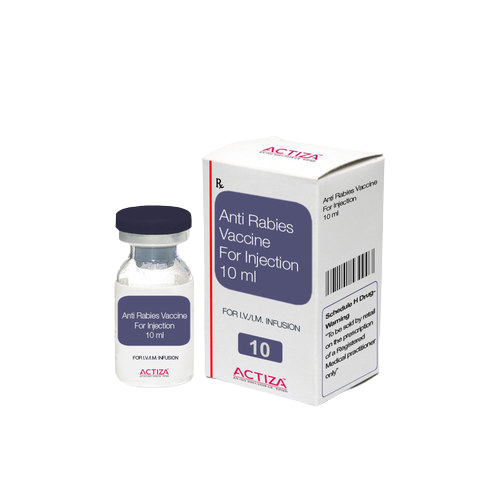 Anti Rabies Vaccine
For Injection
10 ml
FOR I.V./I.M. INFUSION
ACTIZA
ACTIZA
Rx
Anti Rabies
Vaccine
For Injection
10 ml
FOR I.V./I.M. INFUSION
10
ACTIZA
Anti Rabies Vaccine
For Injection
10 ml
Schedule H Drug-
Warning
"To be sold by retail
on the prescription
of a Registered
Medical practitioner
only"